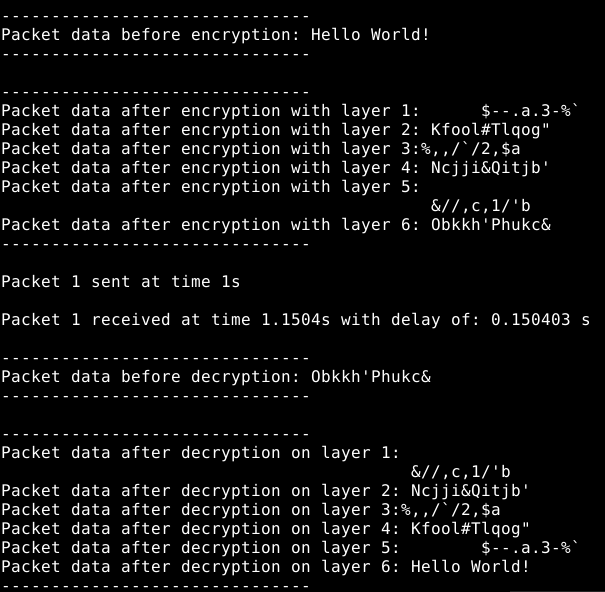 -------------------------------
Packet data before encryption: Hello World!
-------------------------------
-------------------------------
Packet data after encryption with layer 1:      $--.a.3-%`
Packet data after encryption with layer 2: Kfool#Tlqog"
Packet data after encryption with layer 3:%,,/`/2,$a
Packet data after encryption with layer 4: Ncjji&Qitjb'
Packet data after encryption with layer 5:
                                           &//,c,1/'b
Packet data after encryption with layer 6: Obkkh'Phukc&
-------------------------------
Packet 1 sent at time 1s
Packet 1 received at time 1.1504s with delay of: 0.150403 s
-------------------------------
Packet data before decryption: Obkkh'Phukc&
-------------------------------
-------------------------------
Packet data after decryption on layer 1:
                                         &//,c,1/'b
Packet data after decryption on layer 2: Ncjji&Qitjb'
Packet data after decryption on layer 3:%,,/`/2,$a
Packet data after decryption on layer 4: Kfool#Tlqog"
Packet data after decryption on layer 5:        $--.a.3-%`
Packet data after decryption on layer 6: Hello World!
-------------------------------